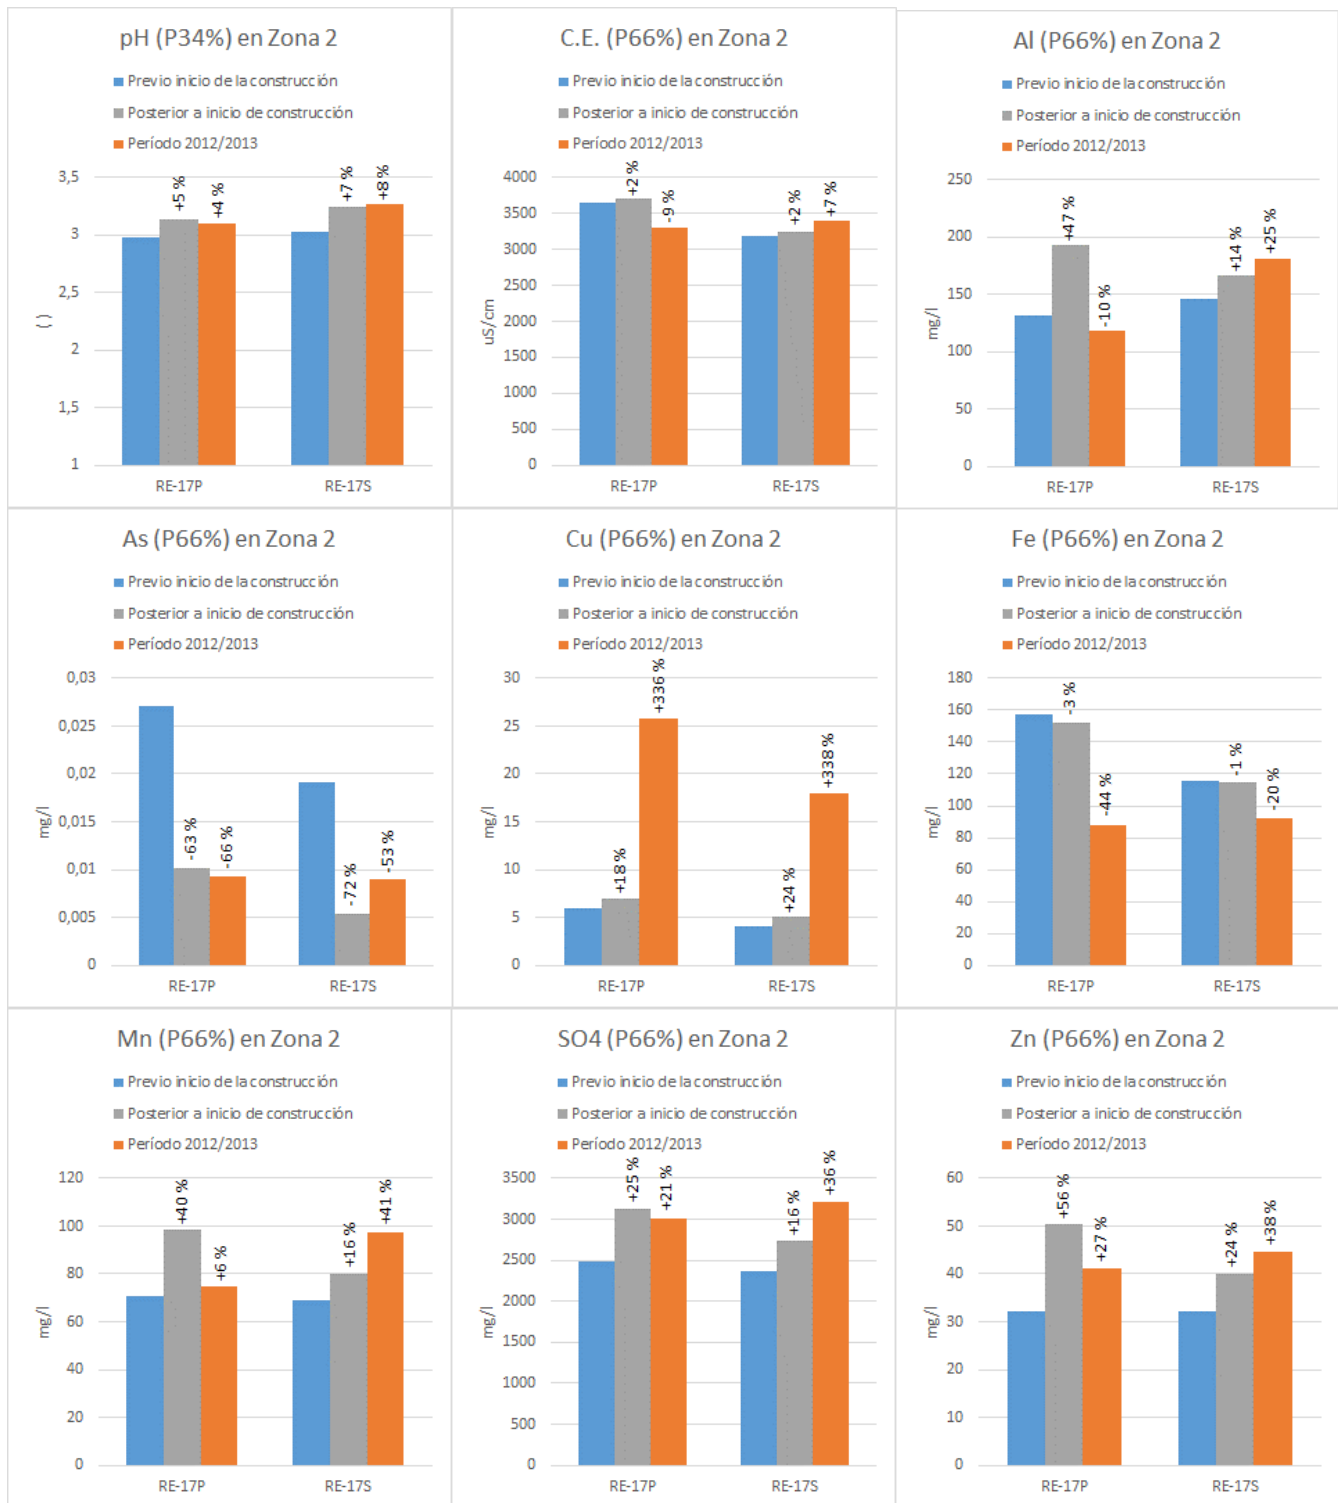 pH (P34%) en Zona 2
Previo inicio de la construcción
Posterior a inicio de construcción
Período 2012/2013
3,5
3
2,5
2
1,5
1
( )
+5 %
+4 %
+7 %
+8 %
RE-17P
RE-17S
C.E. (P66%) en Zona 2
Previo inicio de la construcción
Posterior a inicio de construcción
Período 2012/2013
4000
3500
3000
2500
2000
1500
1000
500
0
uS/cm
+2 %
-9 %
+2 %
+7 %
RE-17P
RE-17S
Al (P66%) en Zona 2
Previo inicio de la construcción
Posterior a inicio de construcción
Período 2012/2013
250
200
150
100
50
0
mg/l
+47 %
-10 %
+14 %
+25 %
RE-17P
RE-17S
As (P66%) en Zona 2
Previo inicio de la construcción
Posterior a inicio de construcción
Período 2012/2013
0,03
0,025
0,02
0,015
0,01
0,005
0
mg/l
-63 %
-66 %
-72 %
-53 %
RE-17P
RE-17S
Cu (P66%) en Zona 2
Previo inicio de la construcción
Posterior a inicio de construcción
Período 2012/2013
30
25
20
15
10
5
0
mg/l
+18 %
+336 %
+24 %
+338 %
RE-17P
RE-17S
Fe (P66%) en Zona 2
Previo inicio de la construcción
Posterior a inicio de construcción
Período 2012/2013
180
160
140
120
100
80
60
40
20
0
mg/l
-3 %
-44 %
-1 %
-20 %
RE-17P
RE-17S
Mn (P66%) en Zona 2
Previo inicio de la construcción
Posterior a inicio de construcción
Período 2012/2013
120
100
80
60
40
20
0
mg/l
+40 %
+6 %
+16 %
+41 %
RE-17P
RE-17S
SO4 (P66%) en Zona 2
Previo inicio de la construcción
Posterior a inicio de construcción
Período 2012/2013
3500
3000
2500
2000
1500
1000
500
0
mg/l
+25 %
+21 %
+16 %
+36 %
RE-17P
RE-17S
Zn (P66%) en Zona 2
Previo inicio de la construcción
Posterior a inicio de construcción
Período 2012/2013
60
50
40
30
20
10
0
mg/l
+56 %
+27 %
+24 %
+38 %
RE-17P
RE-17S